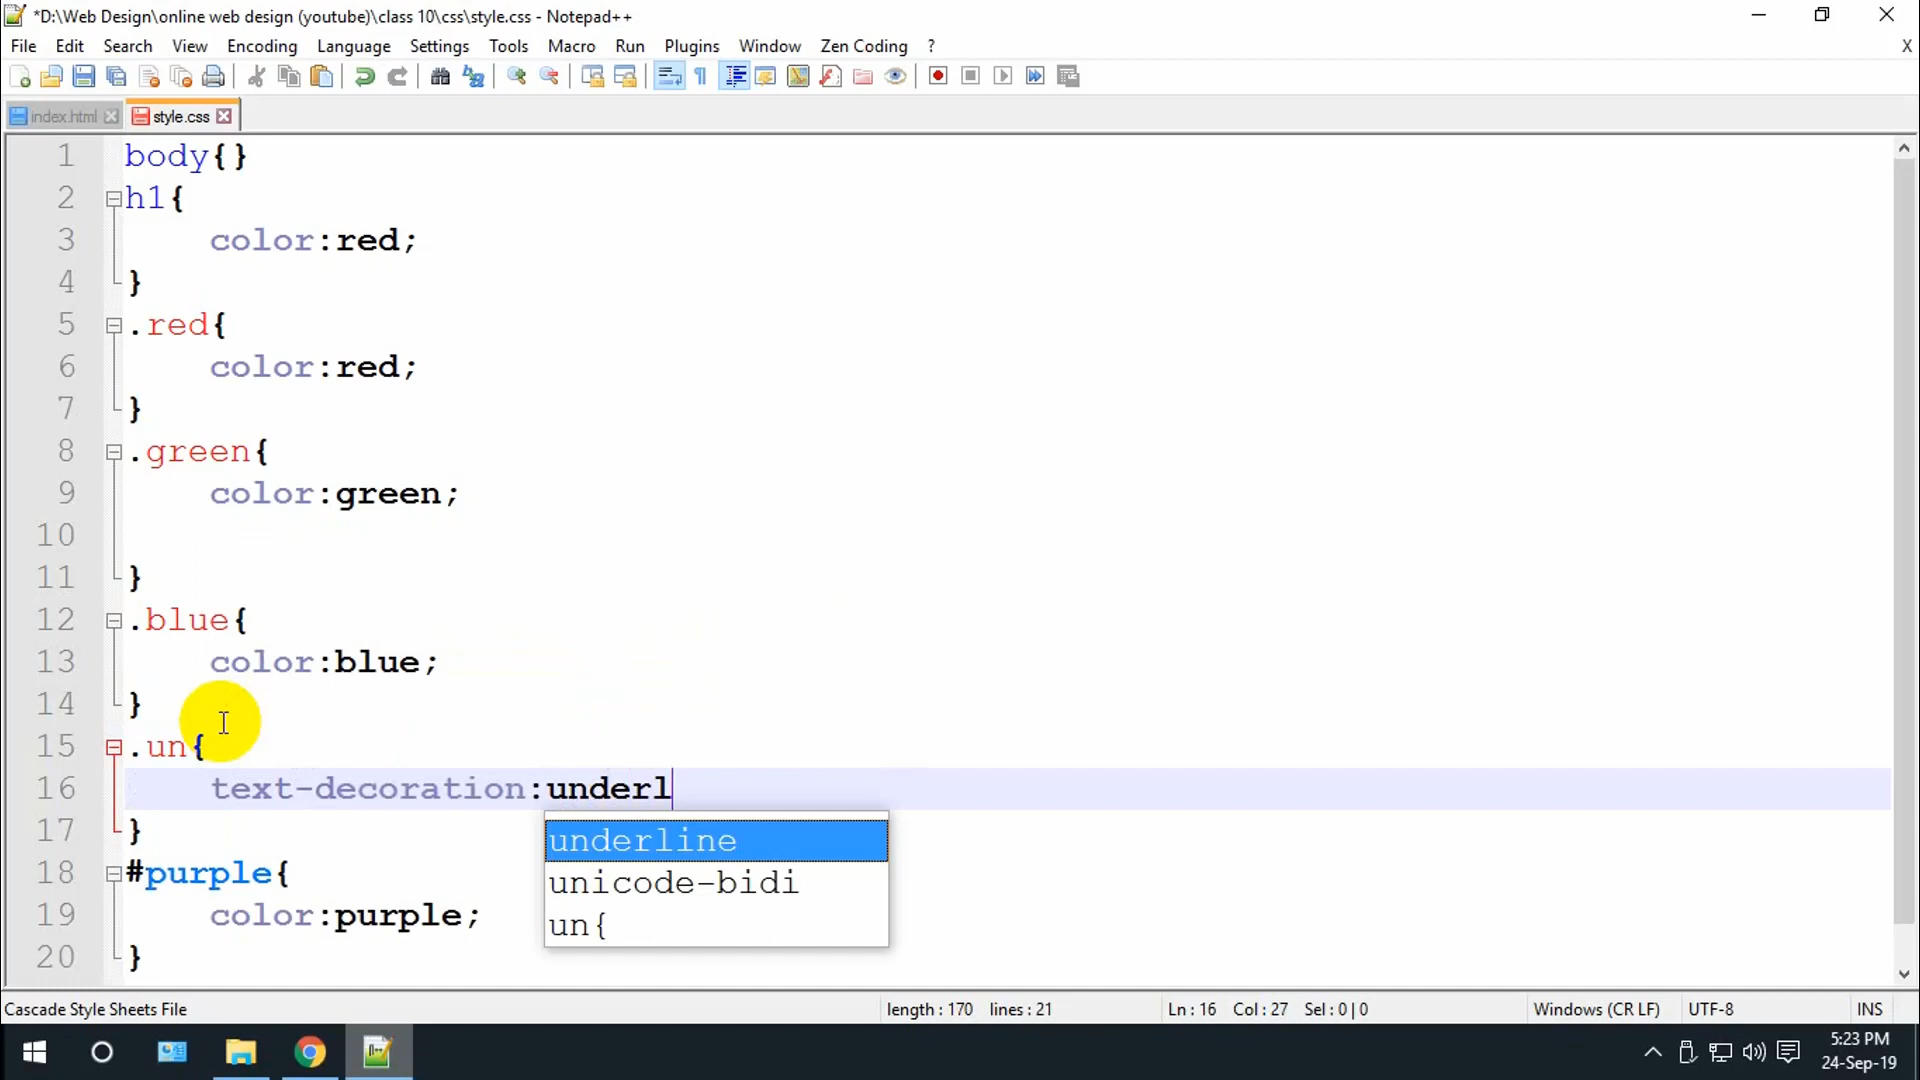 *D:\Web Design\online web design (youtube)\class 10\css\style.css - Notepad++
File Edit Search View Encoding Language Settings Tools Macro Run Plugins Window Zen Coding ? X
index.html style.css
1 body{}
2 h1{
3 color:red;
4 }
5 .red{
6 color:red;
7 }
8 .green{
9 color:green;
10
11 }
12 .blue{
13 color:blue;
14 }
15 .un{
16 text-decoration:underl
underline
17 }
unicode-bidi
18 #purple{
un{
19 color:purple;
20 }
Cascade Style Sheets File length : 170 lines : 21 Ln : 16 Col : 27 Sel : 0 | 0 Windows (CR LF) UTF-8 INS
5:23 PM
24-Sep-19